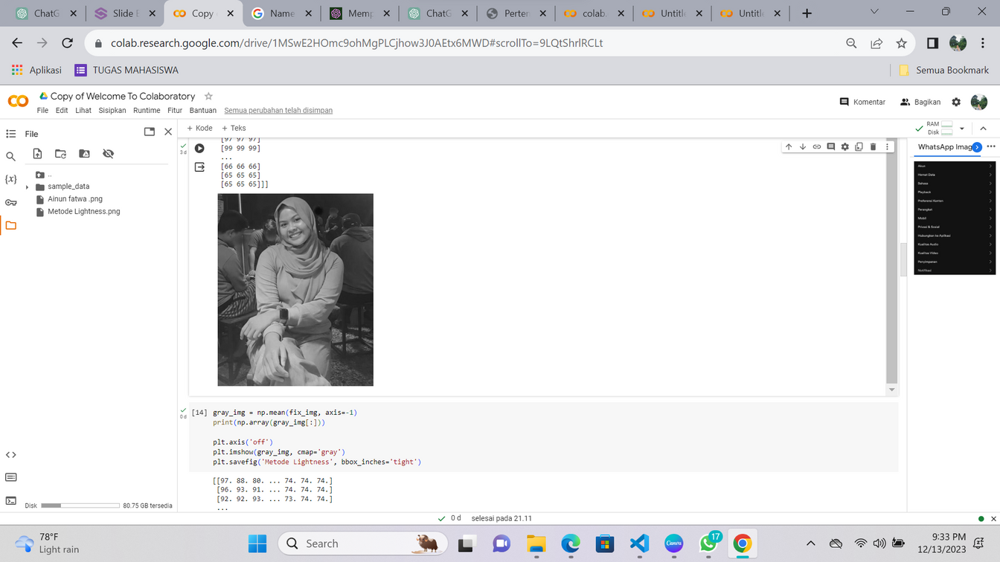 ChatG
Slide E
Copy
Name
Memp
ChatG
Perter
colab.
Untitle
Untitle
colab.research.google.com/drive/1MSwE2HOmc9ohMgPLCjhow3J0AEtx6MWD#scrollTo=9LQtShrlRCLt
Aplikasi
TUGAS MAHASISWA
Semua Bookmark
Copy of Welcome To Colaboratory
File Edit Lihat Sisipkan Runtime Fitur Bantuan Semua perubahan telah disimpan
Komentar
Bagikan
File
+ Kode + Teks
RAM
Disk
..
sample_data
Ainun fatwa .png
Metode Lightness.png
Disk
80.75 GB tersedia
3 d
[97 97 97]
[99 99 99]
...
[66 66 66]
[65 65 65]
[65 65 65]]]
0 d
[14] gray_img = np.mean(fix_img, axis=-1)
print(np.array(gray_img[:]))
plt.axis('off')
plt.imshow(gray_img, cmap='gray')
plt.savefig('Metode Lightness', bbox_inches='tight')
[[97. 88. 80. ... 74. 74. 74.]
[96. 93. 91. ... 74. 74. 74.]
[92. 92. 93. ... 73. 74. 74.]
...
WhatsApp Imag
Akun
Hemat Data
Bahasa
Playback
Preferensi Konten
Perangkat
Mobil
Privasi & Sosial
Hubungkan ke Aplikasi
Kualitas Audio
Kualitas Video
Penyimpanan
Notifikasi
0 d selesai pada 21.11
78°F
Light rain
Search
Canva
17
9:33 PM
12/13/2023